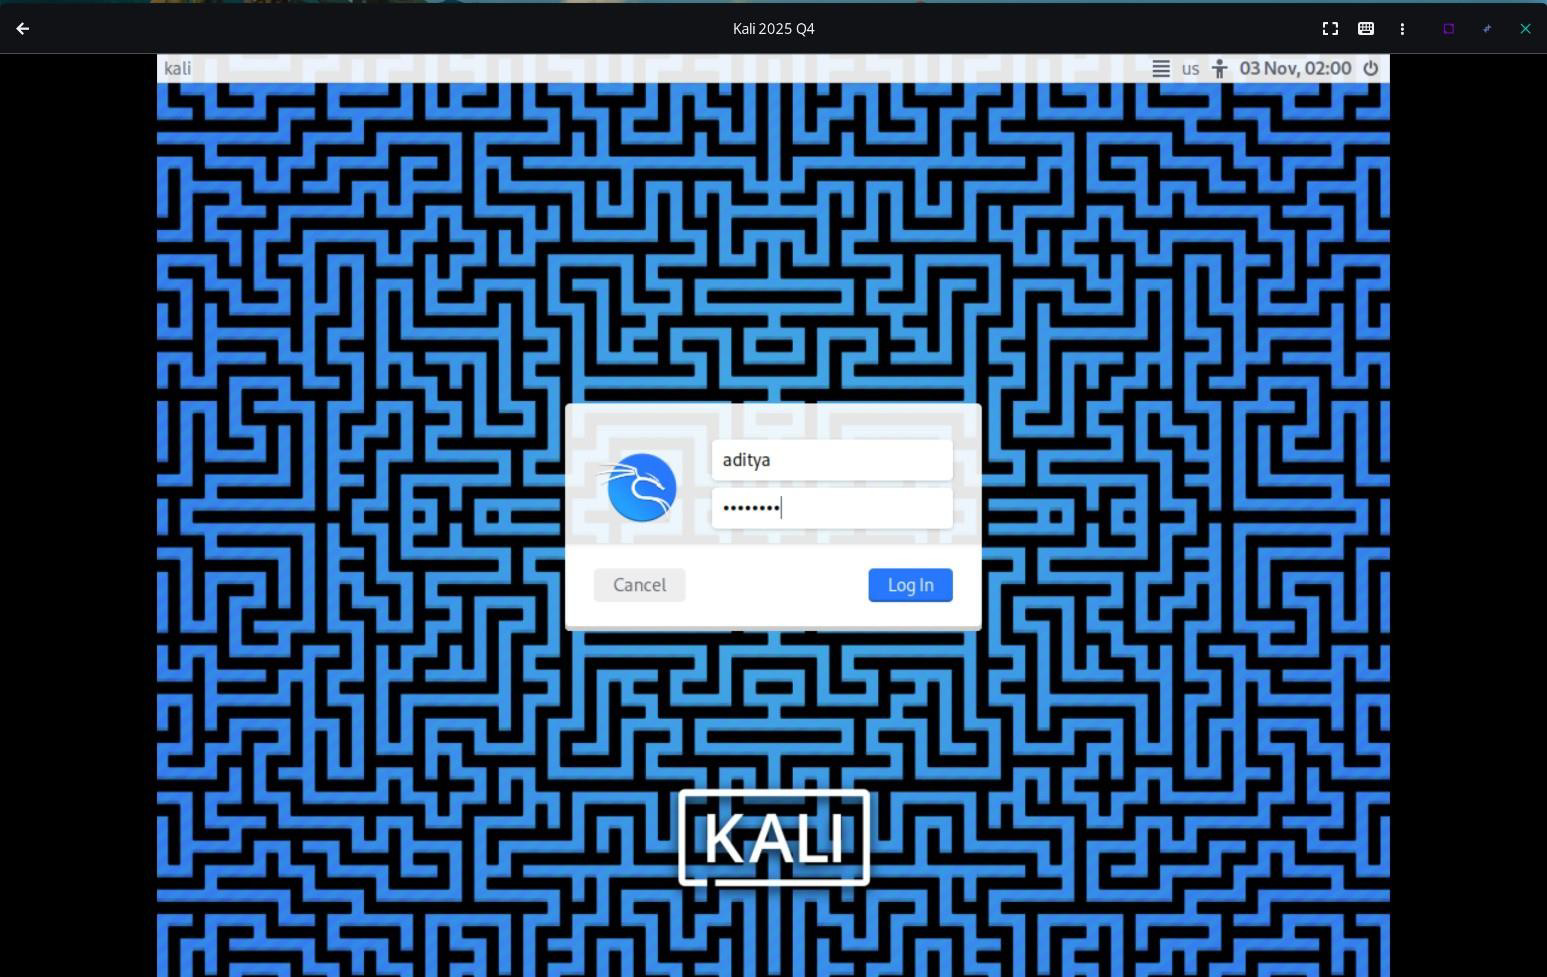 Kali 2025 Q4
kali
us
03 Nov, 02:00
aditya
••••••••
Cancel
Log In
KALI